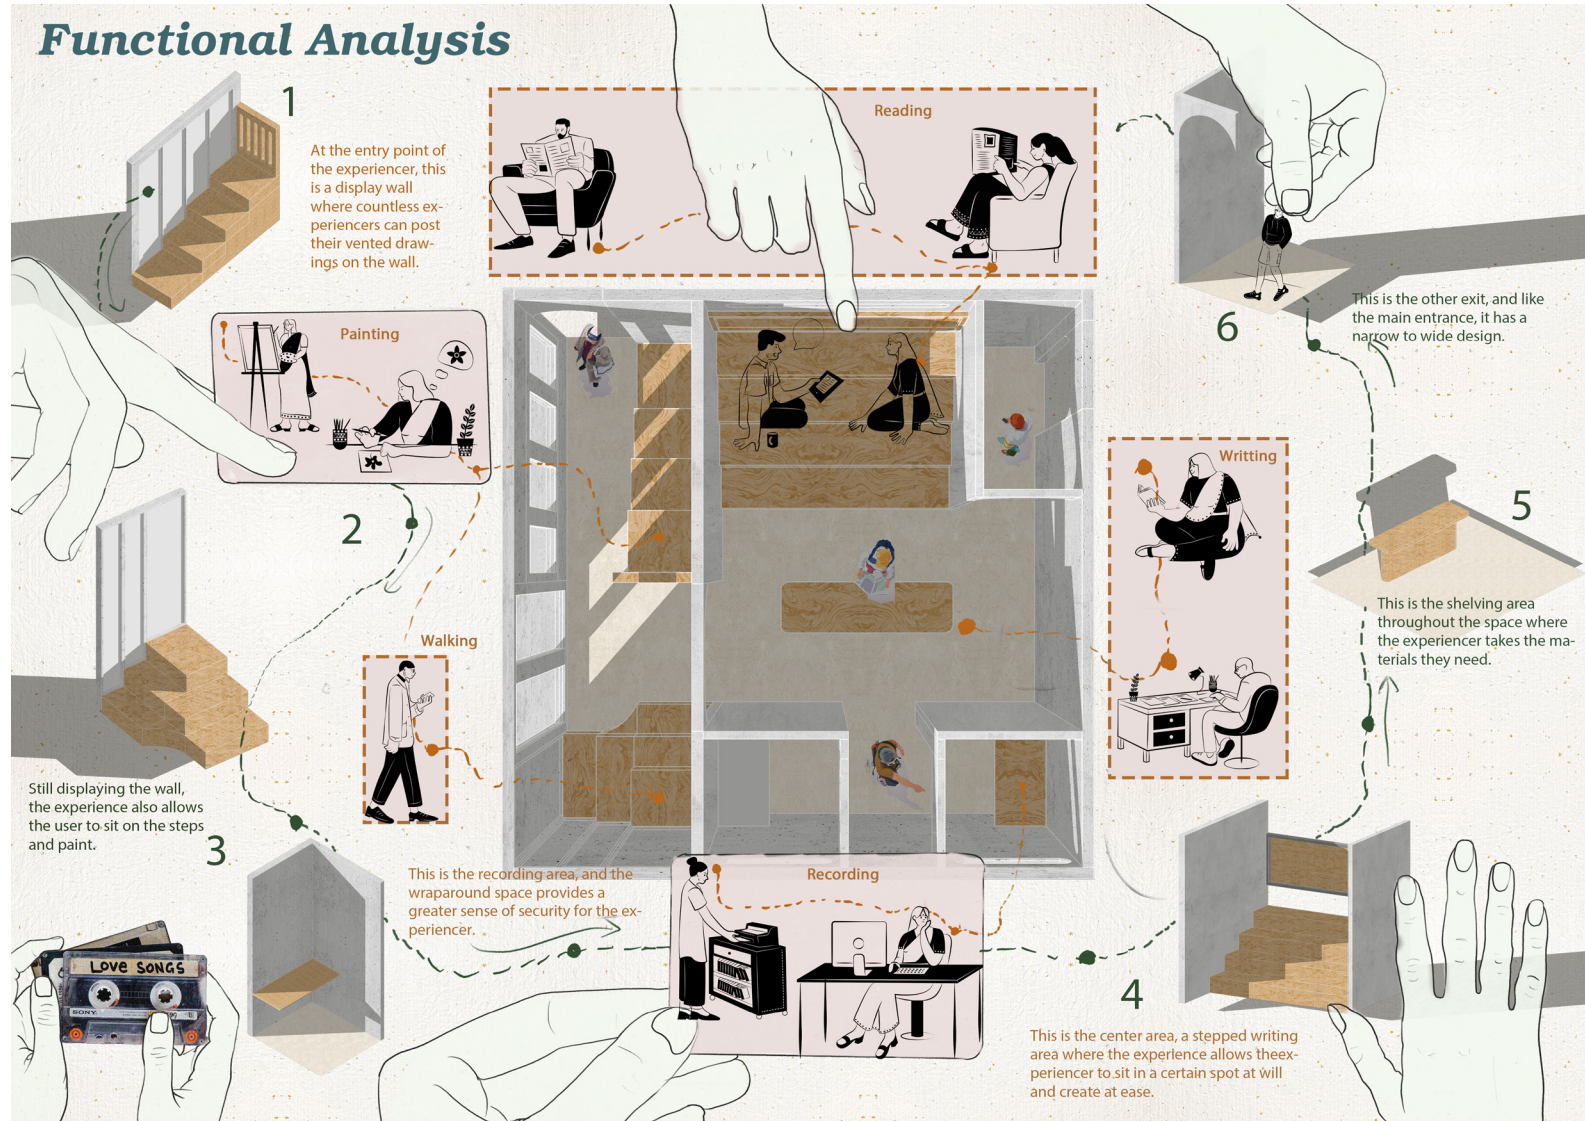 Functional Analysis
1
At the entry point of
the experiencer, this
is a display wall
where countless ex-
periencers can post
their vented draw-
ings on the wall.
Reading
6
This is the other exit, and like
the main entrance, it has a
narrow to wide design.
Painting
2
Writting
5
This is the shelving area
throughout the space where
the experiencer takes the ma-
terials they need.
Walking
Still displaying the wall,
the experience also allows
the user to sit on the steps
and paint.
3
This is the recording area, and the
wraparound space provides a
greater sense of security for the ex-
periencer.
Recording
LOVE SONGS
SONY
4
This is the center area, a stepped writing
area where the experience allows theex-
periencer to sit in a certain spot at will
and create at ease.